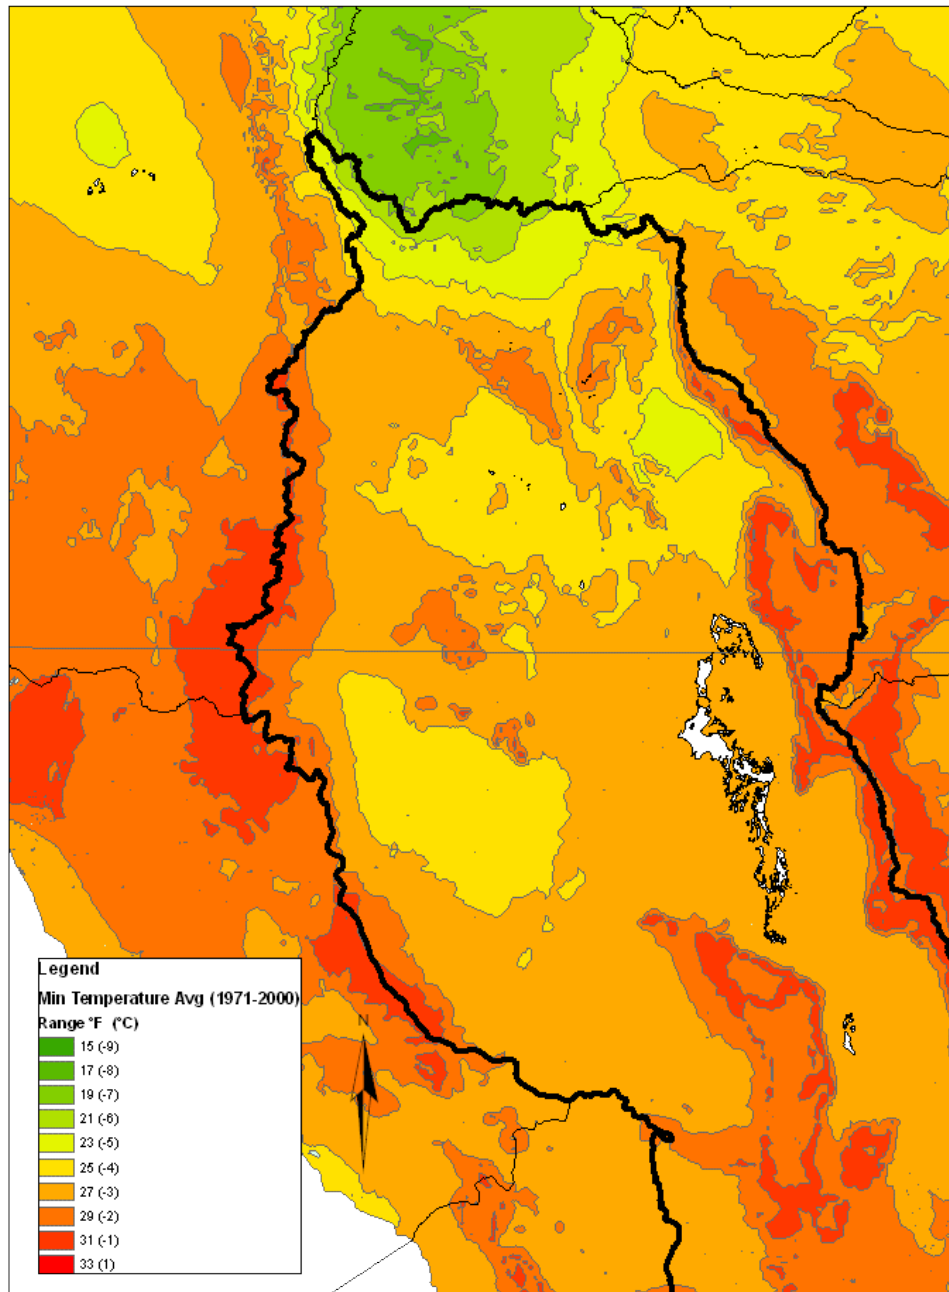 N
Legend
Min Temperature Avg (1971-2000)
Range °F (°C)
15 (-9)
17 (-8)
19 (-7)
21 (-6)
23 (-5)
25 (-4)
27 (-3)
29 (-2)
31 (-1)
33 (1)